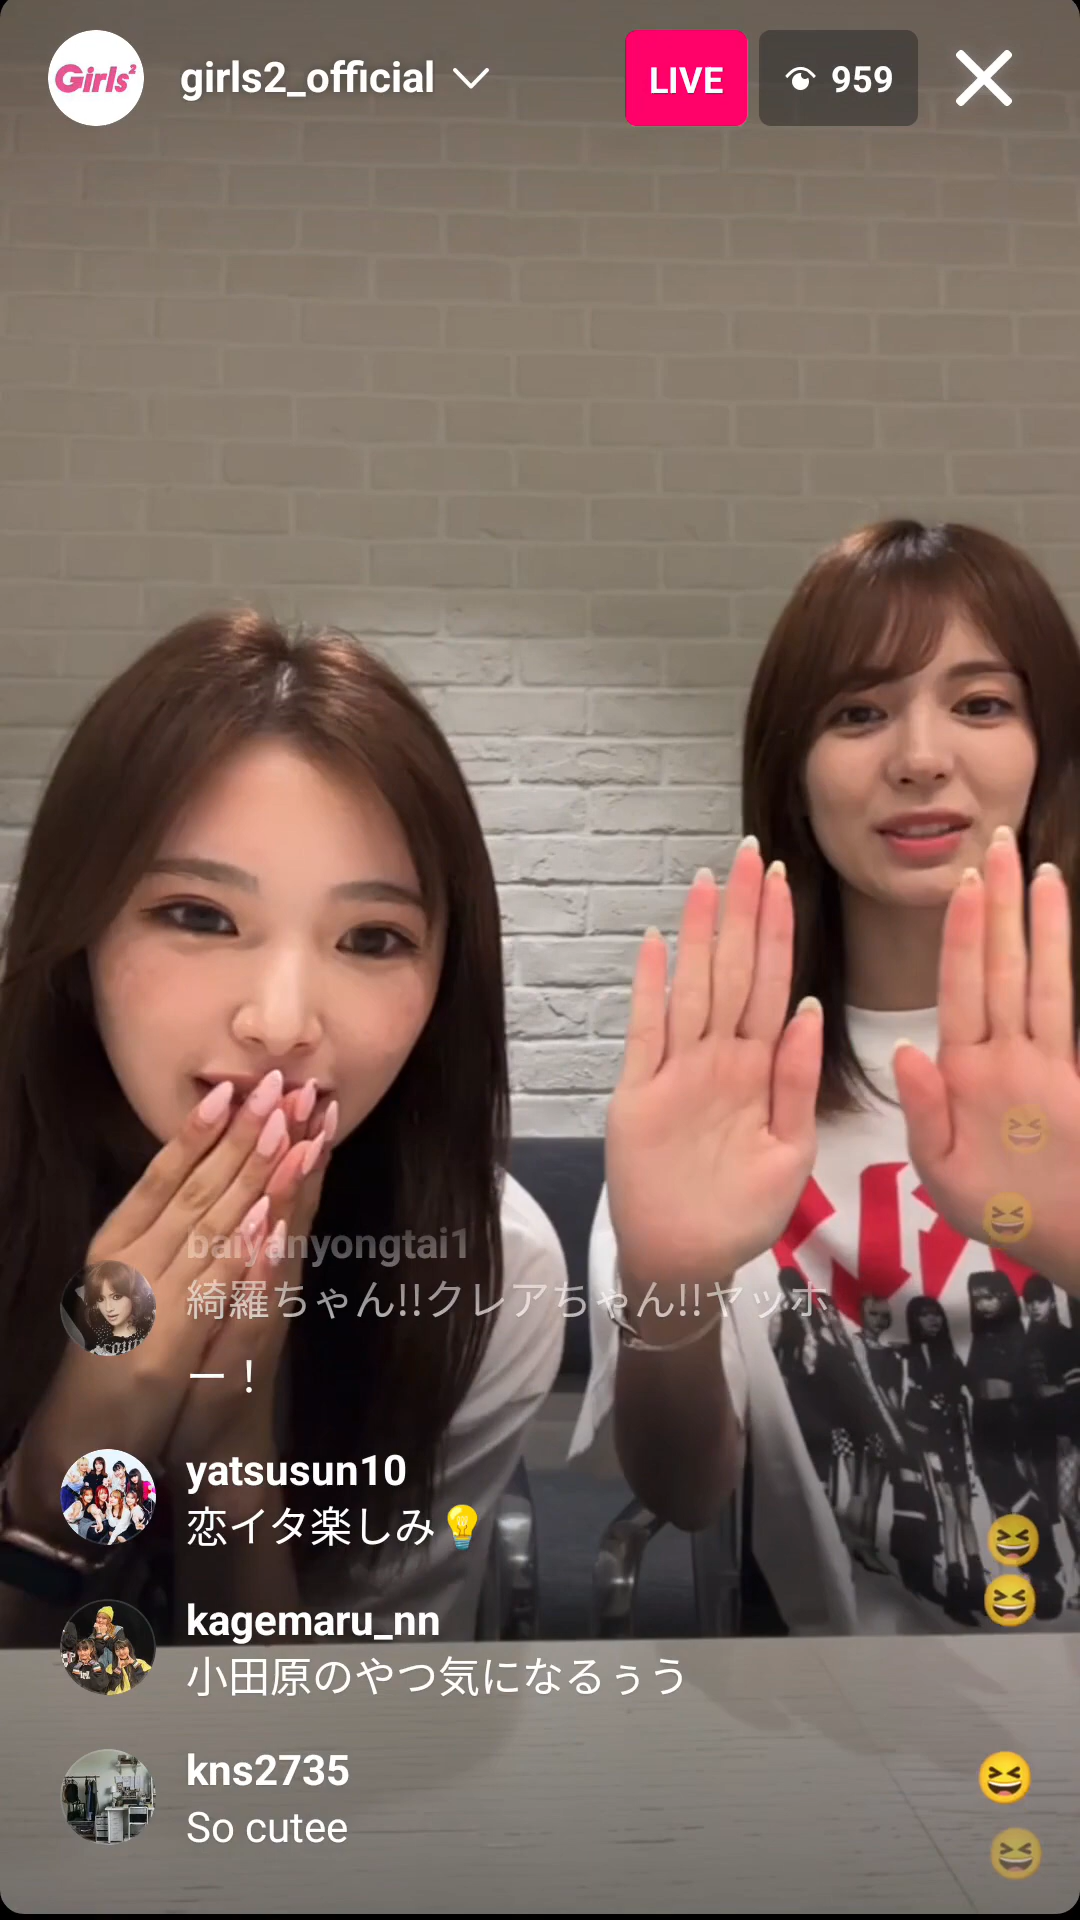 Girls²
girls2_official
LIVE
959
baiyanyongtai1
綺羅ちゃん!!クレアちゃん!!ヤッホ
ー！
yatsusun10
恋イタ楽しみ💡
kagemaru_nn
小田原のやつ気になるぅう
kns2735
So cutee